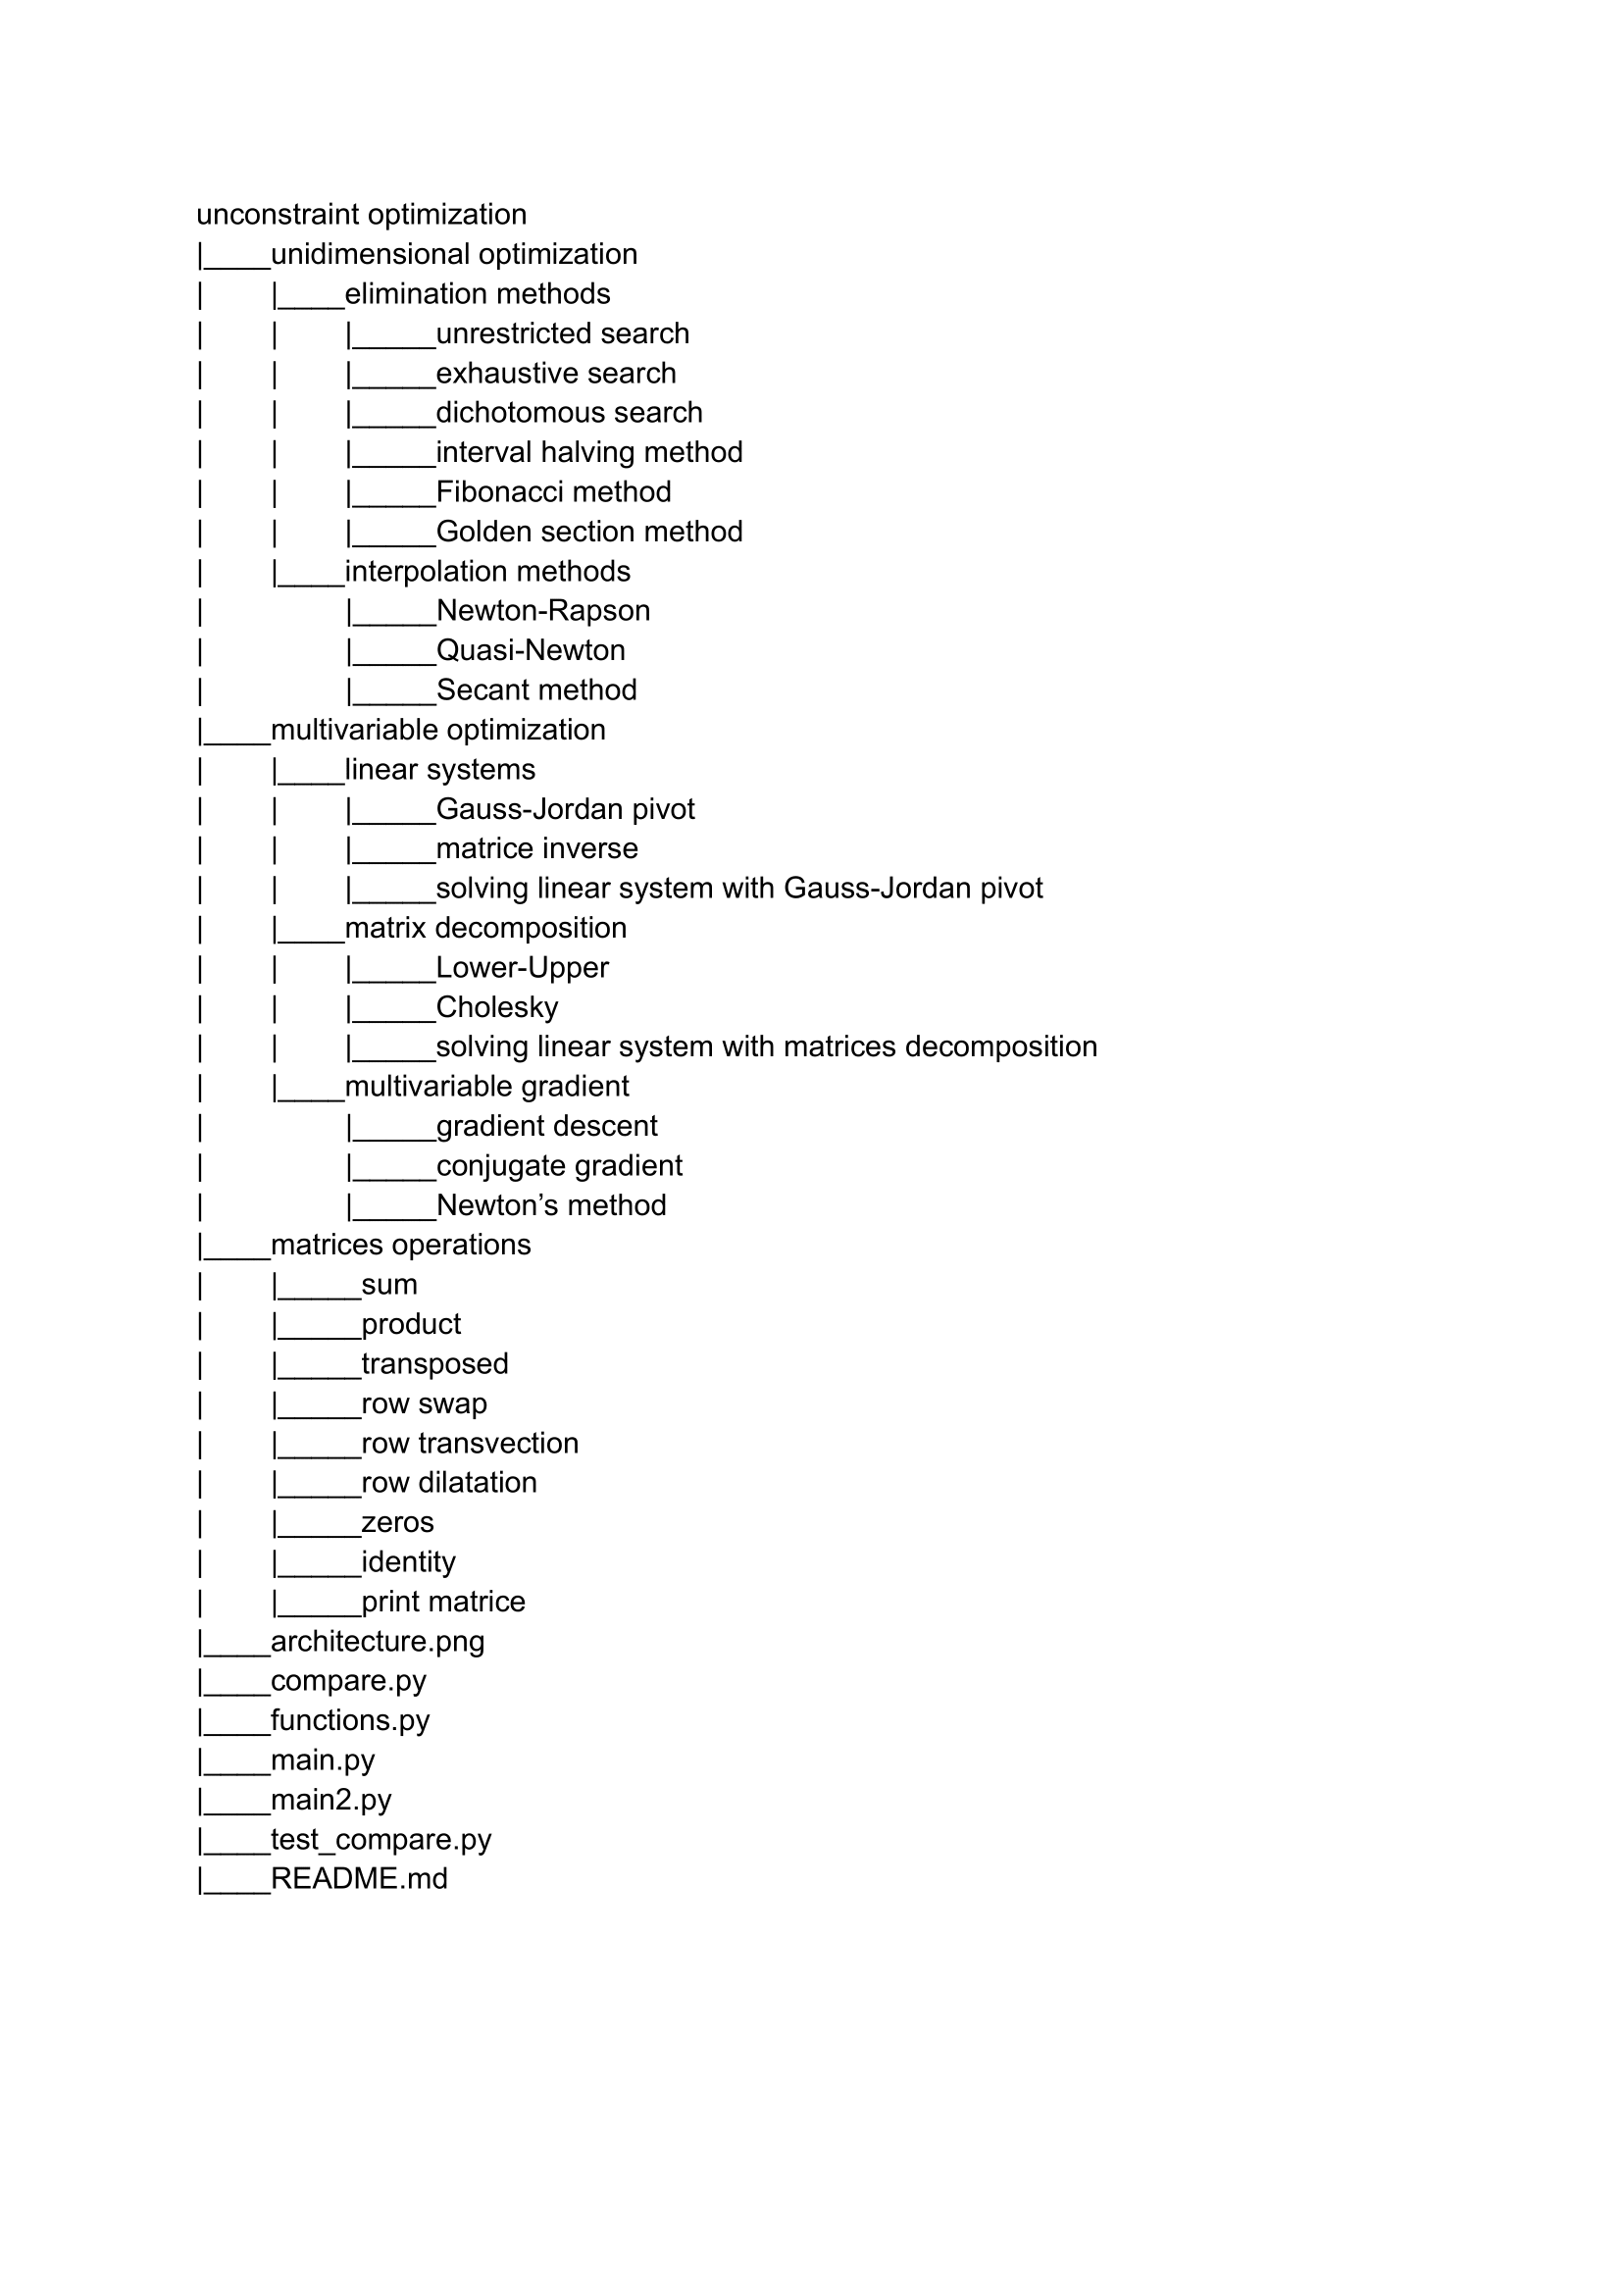 unconstraint optimization
|____unidimensional optimization
|    |____elimination methods
|    |    |_____unrestricted search
|    |    |_____exhaustive search
|    |    |_____dichotomous search
|    |    |_____interval halving method
|    |    |_____Fibonacci method
|    |    |_____Golden section method
|    |____interpolation methods
|         |_____Newton-Rapson
|         |_____Quasi-Newton
|         |_____Secant method
|____multivariable optimization
|    |____linear systems
|    |    |_____Gauss-Jordan pivot
|    |    |_____matrice inverse
|    |    |_____solving linear system with Gauss-Jordan pivot
|    |____matrix decomposition
|    |    |_____Lower-Upper
|    |    |_____Cholesky
|    |    |_____solving linear system with matrices decomposition
|    |____multivariable gradient
|         |_____gradient descent
|         |_____conjugate gradient
|         |_____Newton’s method
|____matrices operations
|    |_____sum
|    |_____product
|    |_____transposed
|    |_____row swap
|    |_____row transvection
|    |_____row dilatation
|    |_____zeros
|    |_____identity
|    |_____print matrice
|____architecture.png
|____compare.py
|____functions.py
|____main.py
|____main2.py
|____test_compare.py
|____README.md